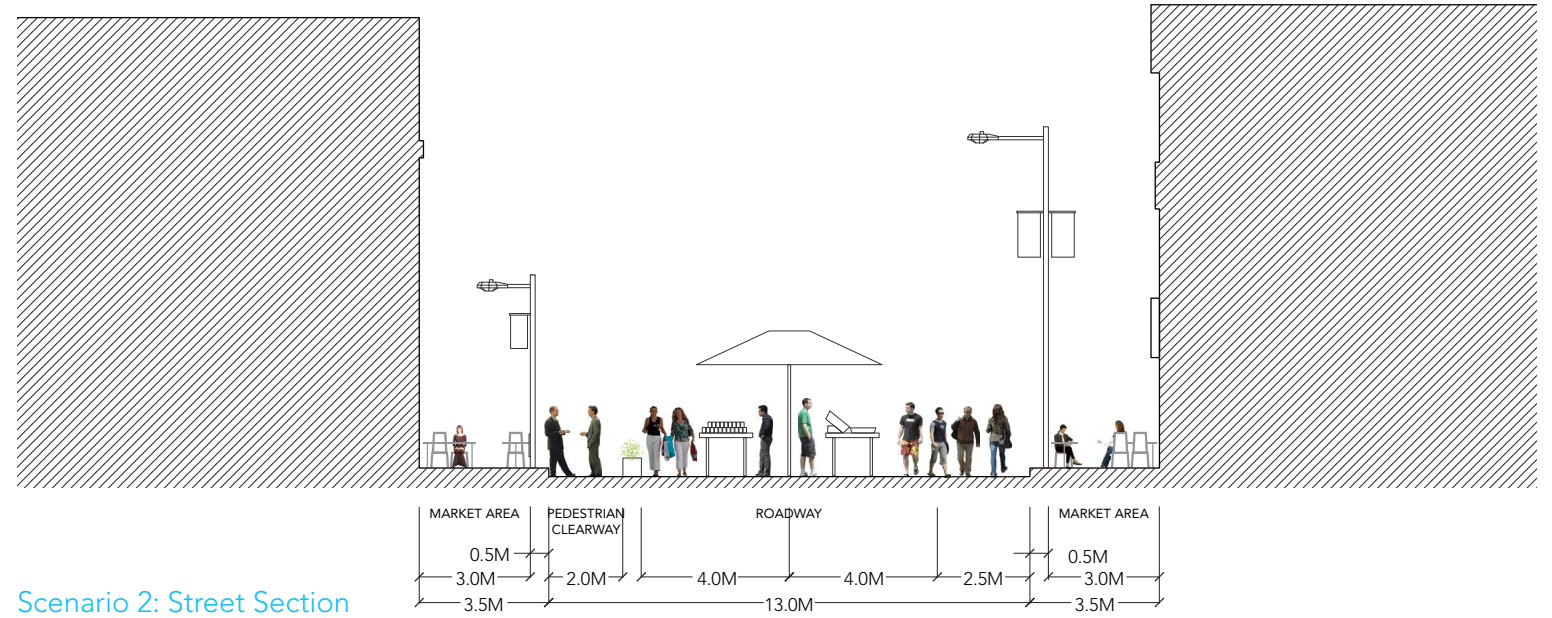 MARKET AREA
PEDESTRIAN
CLEARWAY
ROADWAY
MARKET AREA
0.5M
0.5M
3.0M
2.0M
4.0M
4.0M
2.5M
3.0M
3.5M
13.0M
3.5M
Scenario 2: Street Section